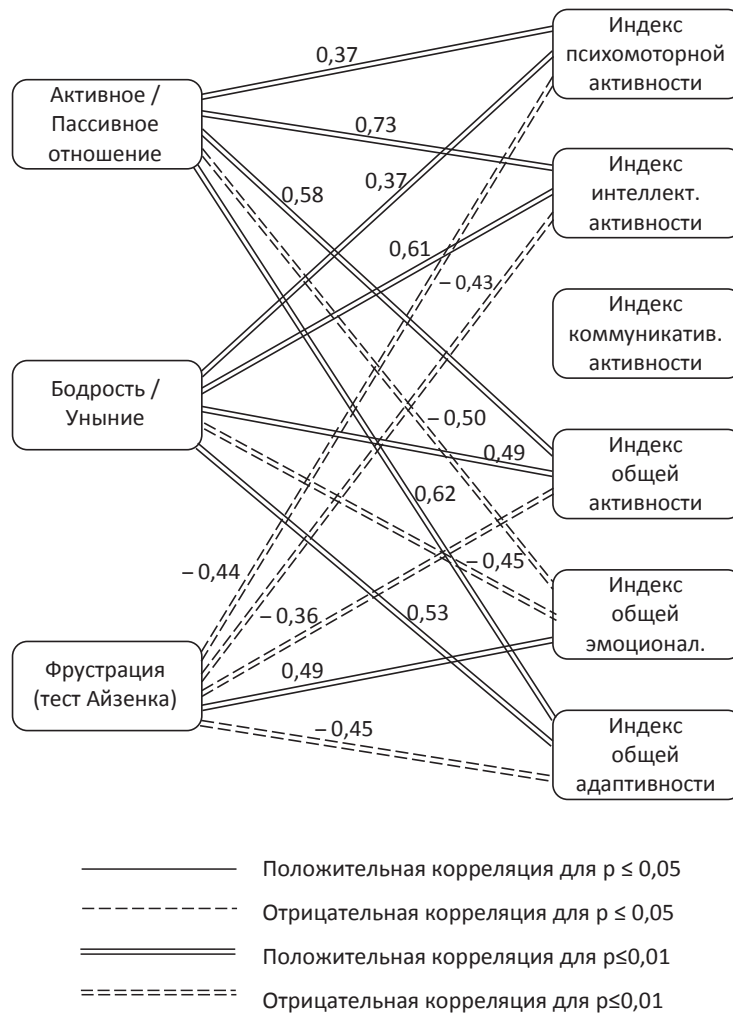 Активное /
Пассивное
отношение
Бодрость /
Уныние
Фрустрация
(тест Айзенка)
0,37
0,73
0,37
0,58
0,61
– 0,43
– 0,50
0,49
0,62
– 0,44
– 0,45
– 0,36
0,53
0,49
– 0,45
Индекс
психомоторной
активности
Индекс
интеллект.
активности
Индекс
коммуникатив.
активности
Индекс
общей
активности
Индекс
общей
эмоционал.
Индекс
общей
адаптивности
Положительная корреляция для p ≤ 0,05
Отрицательная корреляция для p ≤ 0,05
Положительная корреляция для p≤0,01
Отрицательная корреляция для p≤0,01